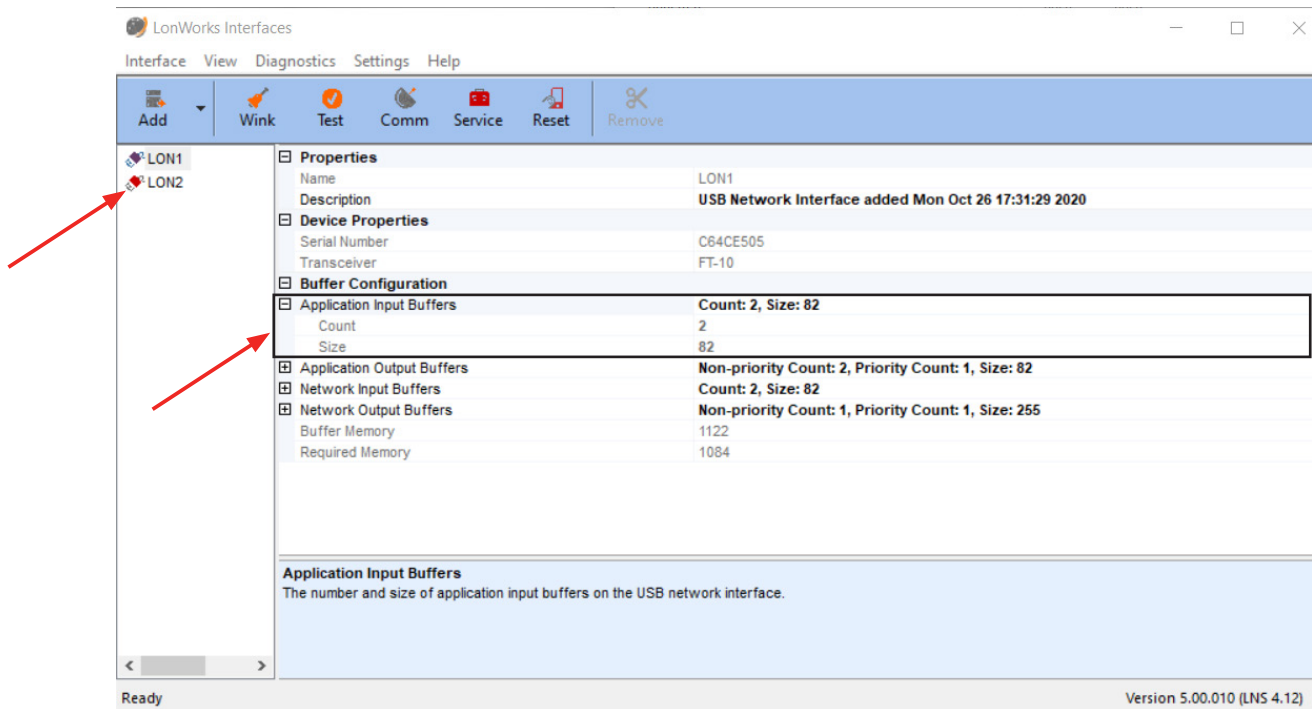 LonWorks Interfaces
Interface View Diagnostics Settings Help
Add Wink Test Comm Service Reset Remove
LON1
LON2
Properties
Name LON1
Description USB Network Interface added Mon Oct 26 17:31:29 2020
Device Properties
Serial Number C64CE505
Transceiver FT-10
Buffer Configuration
Application Input Buffers Count: 2, Size: 82
Count 2
Size 82
Application Output Buffers Non-priority Count: 2, Priority Count: 1, Size: 82
Network Input Buffers Count: 2, Size: 82
Network Output Buffers Non-priority Count: 1, Priority Count: 1, Size: 255
Buffer Memory 1122
Required Memory 1084
Application Input Buffers
The number and size of application input buffers on the USB network interface.
Ready Version 5.00.010 (LNS 4.12)